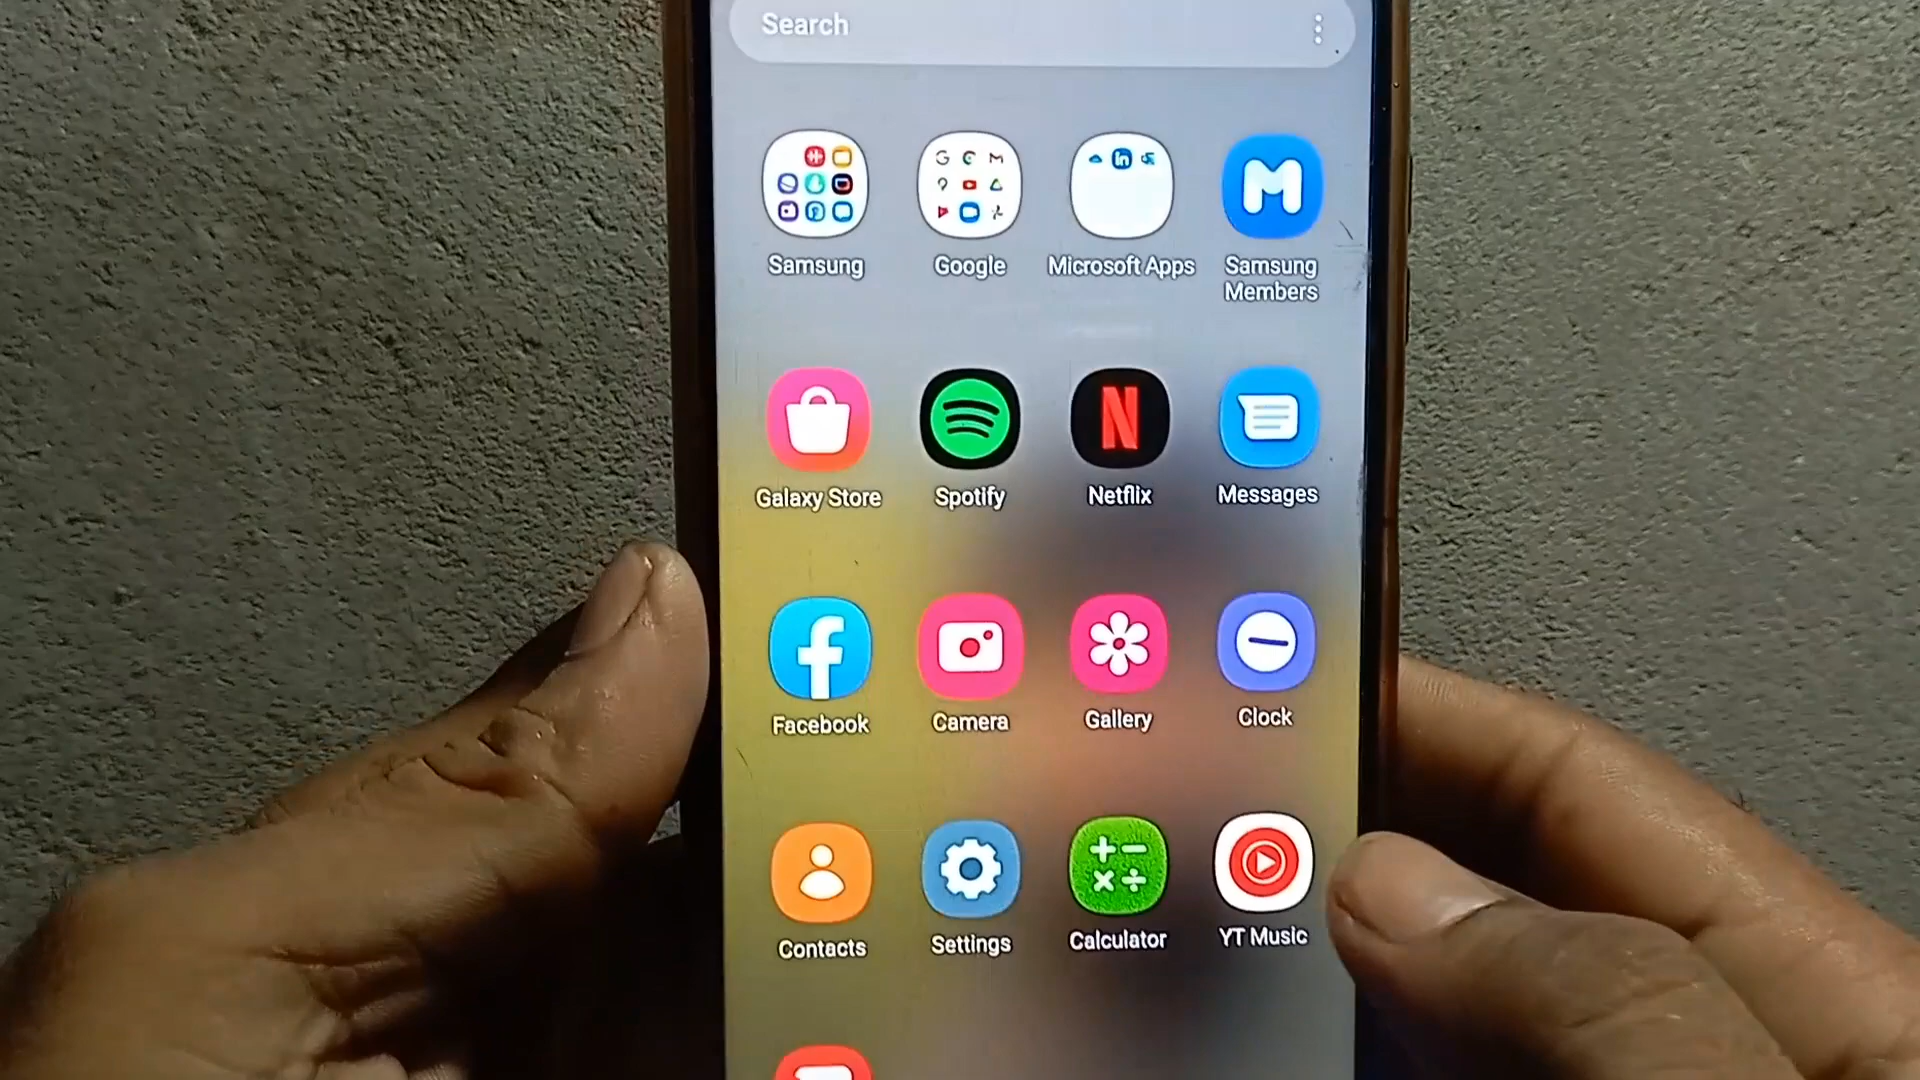 Search
Samsung
Google
Microsoft Apps
Samsung
Members
Galaxy Store
Spotify
Netflix
Messages
Facebook
Camera
Gallery
Clock
Contacts
Settings
Calculator
YT Music